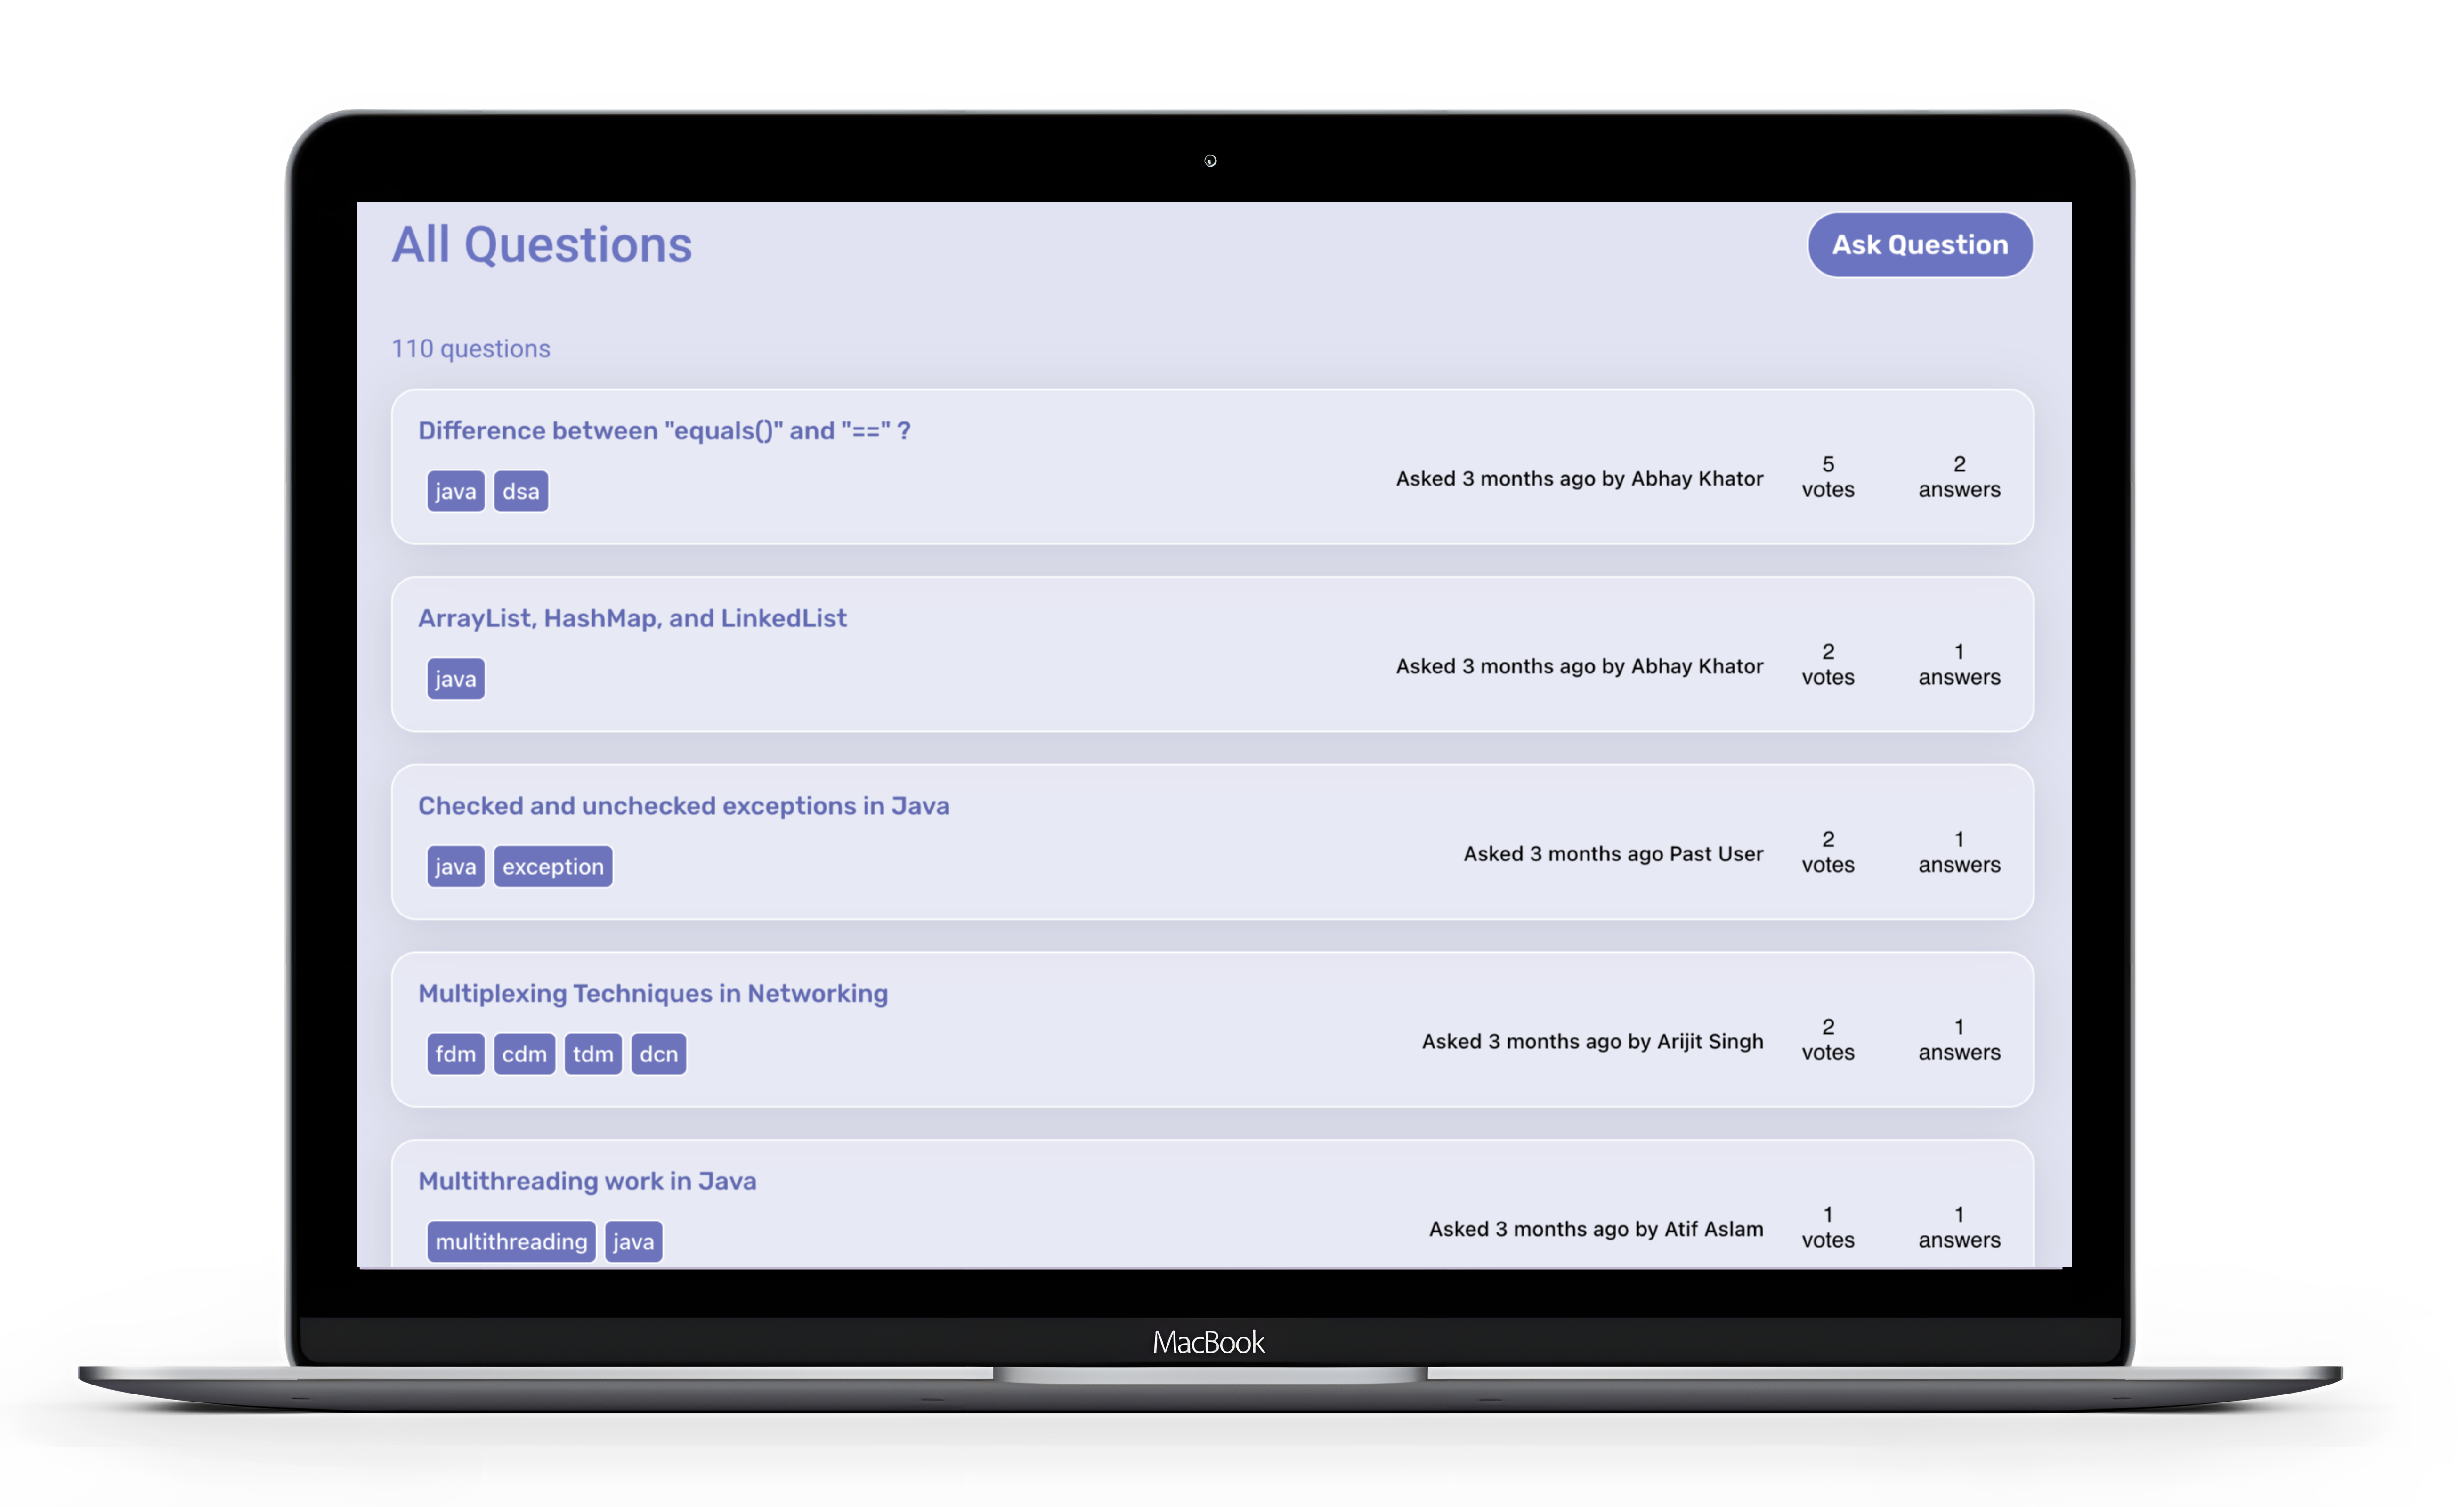 All Questions
Ask Question
110 questions
Difference between "equals()" and "==" ?
java dsa
Asked 3 months ago by Abhay Khator
5 votes
2 answers
ArrayList, HashMap, and LinkedList
java
Asked 3 months ago by Abhay Khator
2 votes
1 answers
Checked and unchecked exceptions in Java
java exception
Asked 3 months ago Past User
2 votes
1 answers
Multiplexing Techniques in Networking
fdm cdm tdm dcn
Asked 3 months ago by Arijit Singh
2 votes
1 answers
Multithreading work in Java
multithreading java
Asked 3 months ago by Atif Aslam
1 votes
1 answers
MacBook